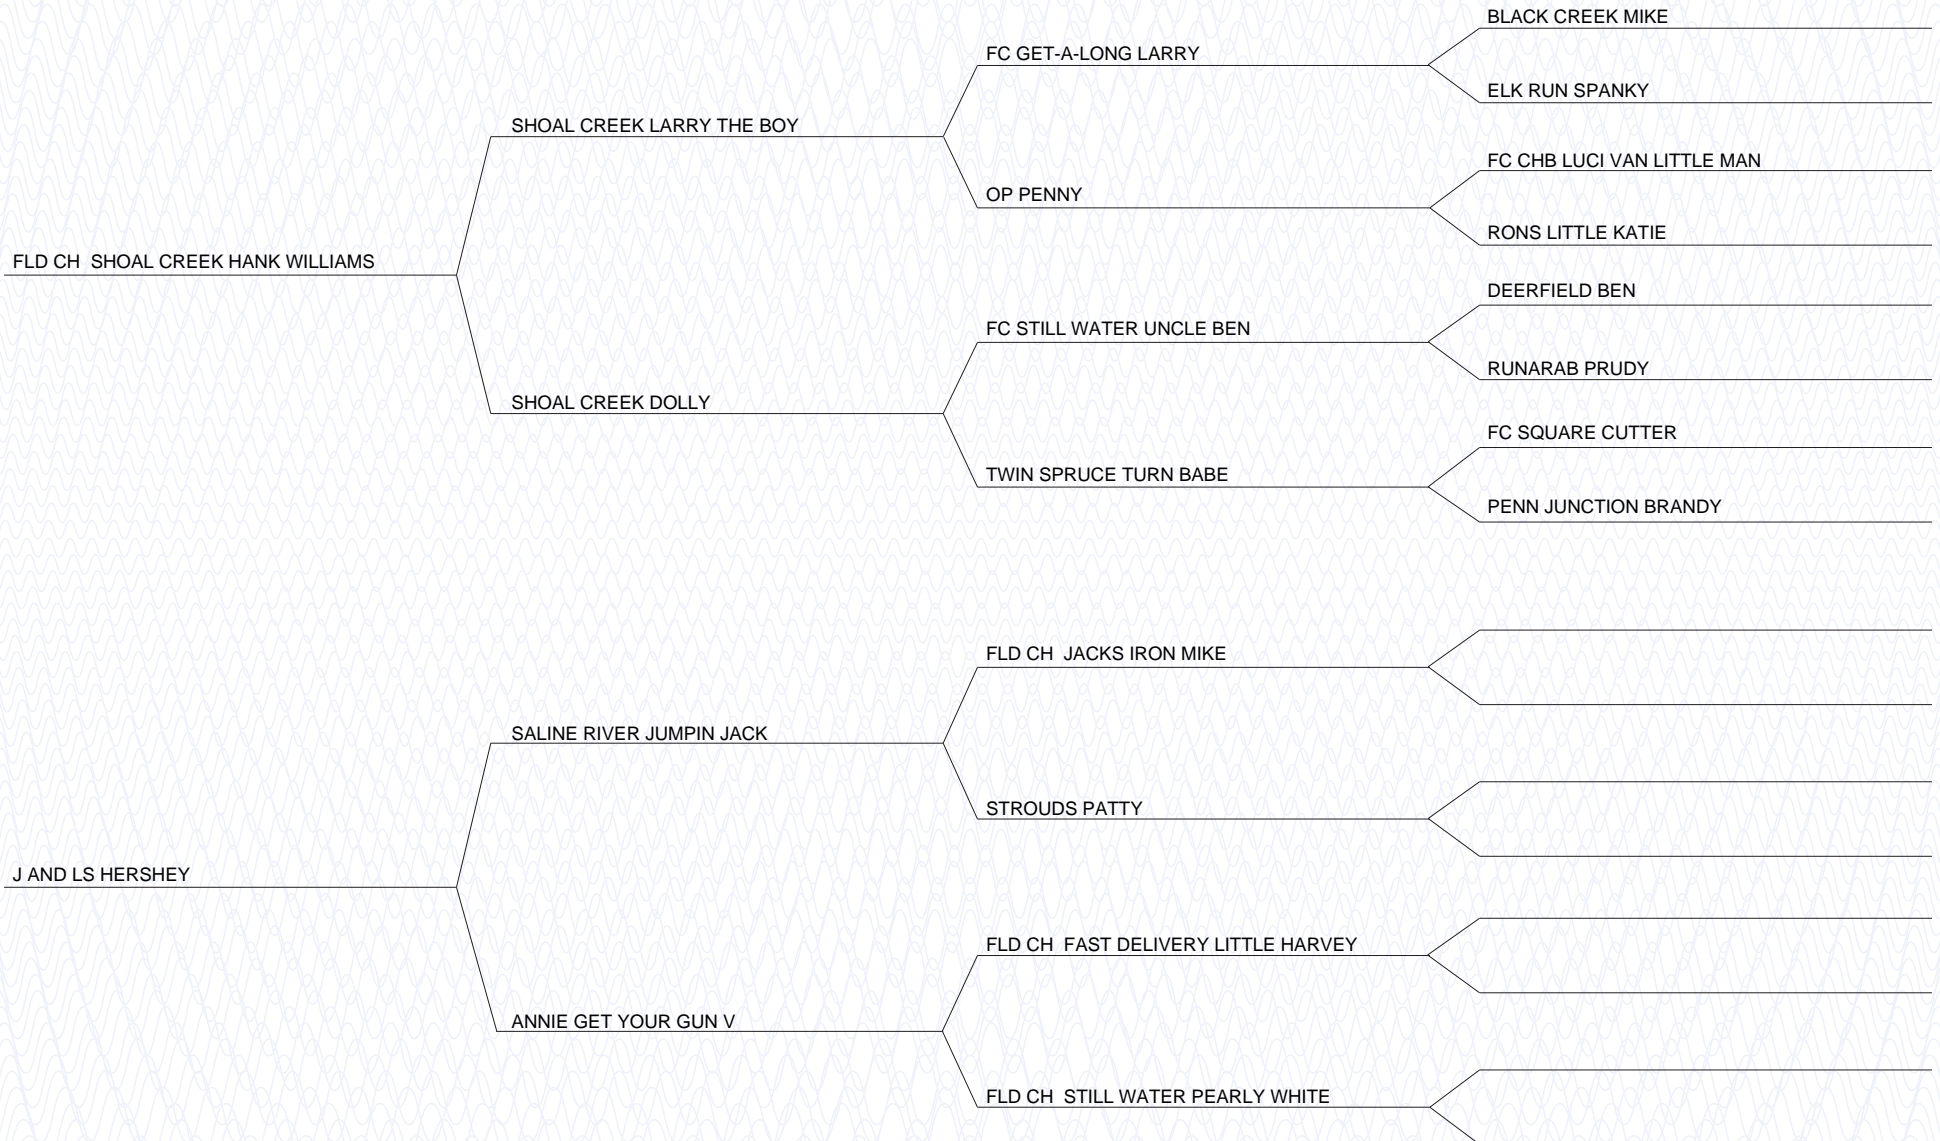 BLACK CREEK MIKE
FC GET-A-LONG LARRY
ELK RUN SPANKY
SHOAL CREEK LARRY THE BOY
FC CHB LUCI VAN LITTLE MAN
OP PENNY
RONS LITTLE KATIE
FLD CH  SHOAL CREEK HANK WILLIAMS
DEERFIELD BEN
FC STILL WATER UNCLE BEN
RUNARAB PRUDY
SHOAL CREEK DOLLY
FC SQUARE CUTTER
TWIN SPRUCE TURN BABE
PENN JUNCTION BRANDY
FLD CH  JACKS IRON MIKE
SALINE RIVER JUMPIN JACK
STROUDS PATTY
J AND LS HERSHEY
FLD CH  FAST DELIVERY LITTLE HARVEY
ANNIE GET YOUR GUN V
FLD CH  STILL WATER PEARLY WHITE